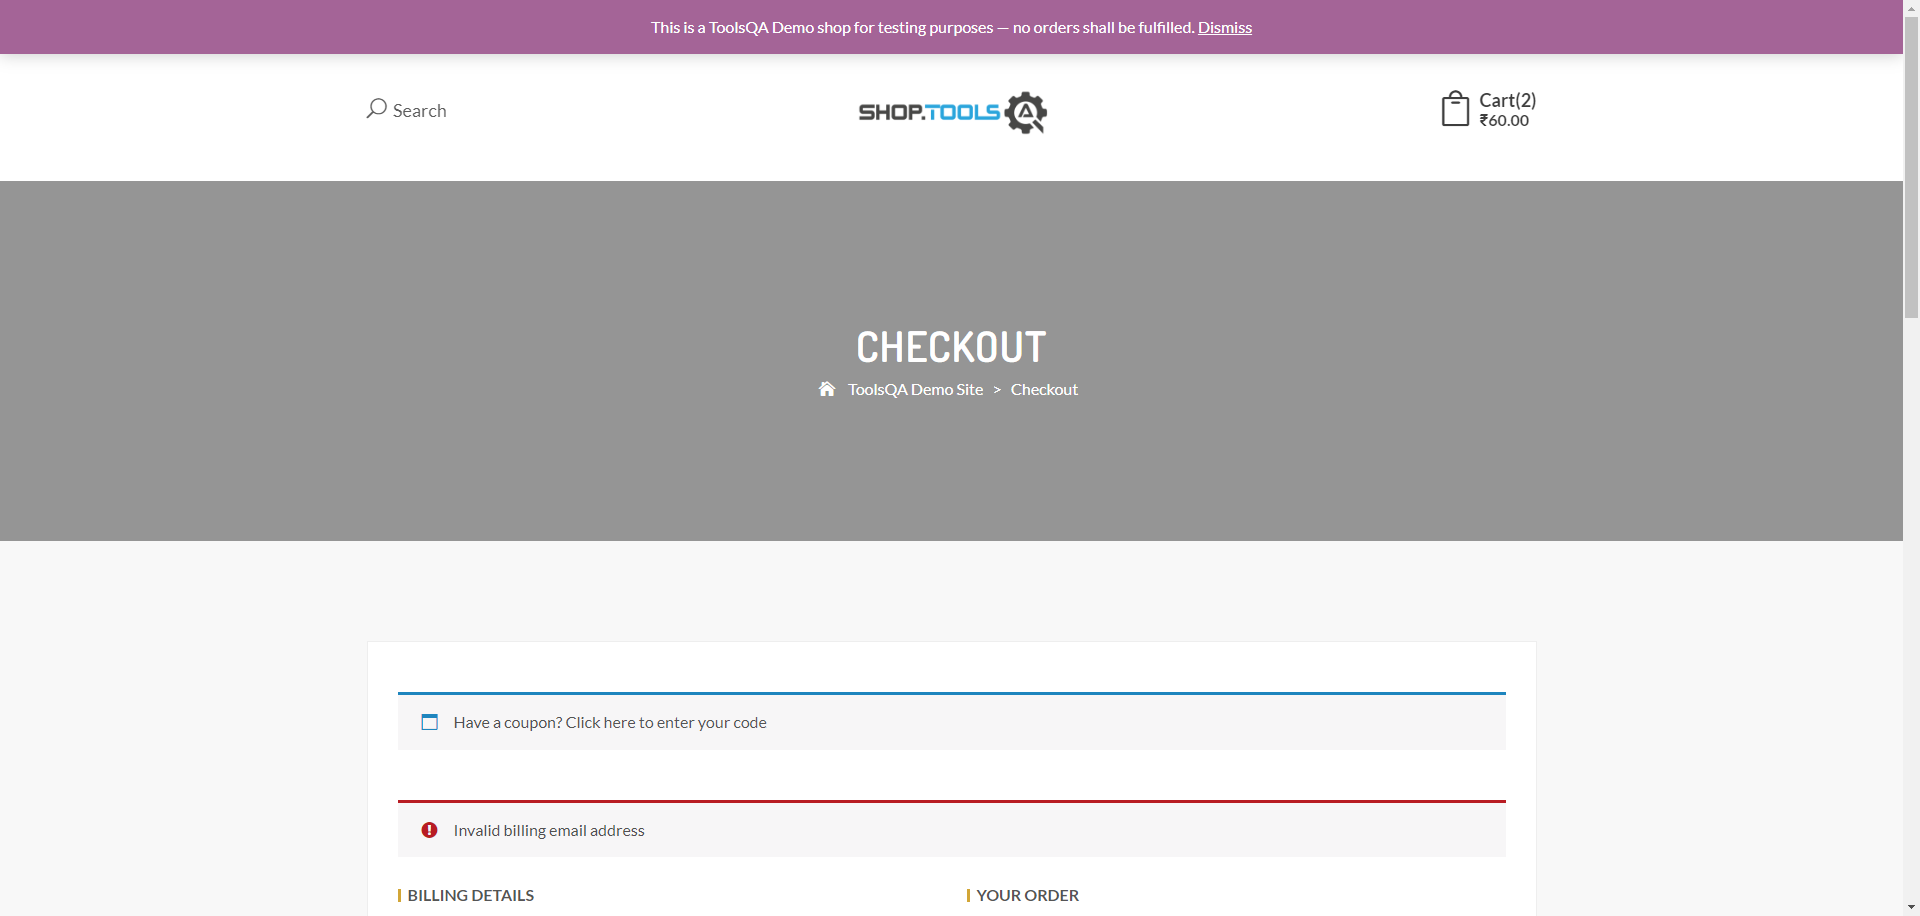 This is a ToolsQA Demo shop for testing purposes — no orders shall be fulfilled. Dismiss
Search
SHOP.TOOLSQA
Cart(2)
₹60.00
CHECKOUT
ToolsQA Demo Site > Checkout
Have a coupon? Click here to enter your code
Invalid billing email address
BILLING DETAILS
YOUR ORDER